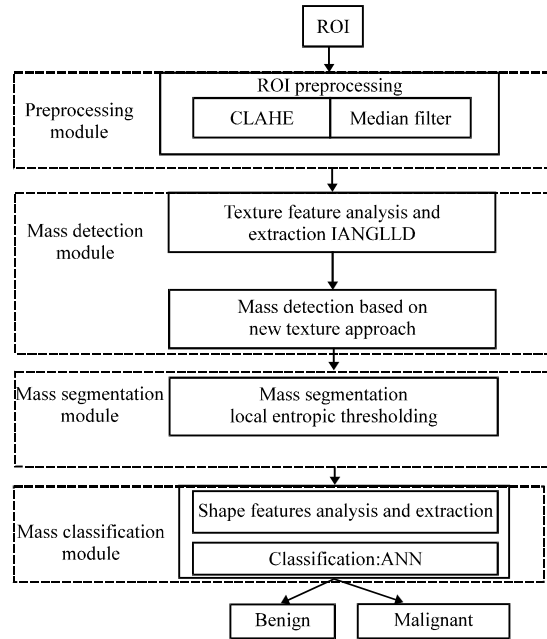 ROI
ROI preprocessing
Preprocessing
module
CLAHE
Median filter
Mass detection
module
Texture feature analysis and
extraction IANGLLD
Mass detection based on
new texture approach
Mass segmentation
module
Mass segmentation
local entropic thresholding
Mass classification
module
Shape features analysis and extraction
Classification:ANN
Benign
Malignant